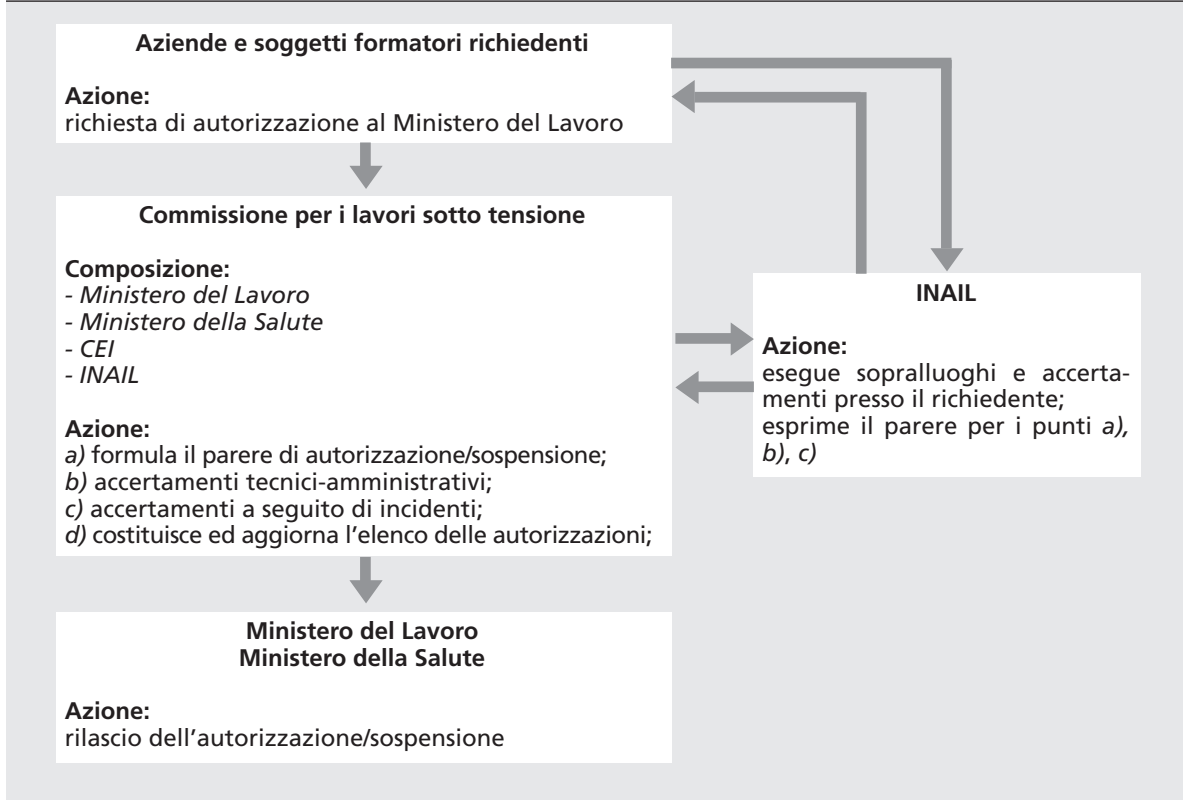 Aziende e soggetti formatori richiedenti
Azione:
richiesta di autorizzazione al Ministero del Lavoro
Commissione per i lavori sotto tensione
Composizione:
- Ministero del Lavoro
- Ministero della Salute
- CEI
- INAIL
Azione:
a) formula il parere di autorizzazione/sospensione;
b) accertamenti tecnici-amministrativi;
c) accertamenti a seguito di incidenti;
d) costituisce ed aggiorna l'elenco delle autorizzazioni;
INAIL
Azione:
esegue sopralluoghi e accerta-
menti presso il richiedente;
esprime il parere per i punti a),
b), c)
Ministero del Lavoro
Ministero della Salute
Azione:
rilascio dell'autorizzazione/sospensione